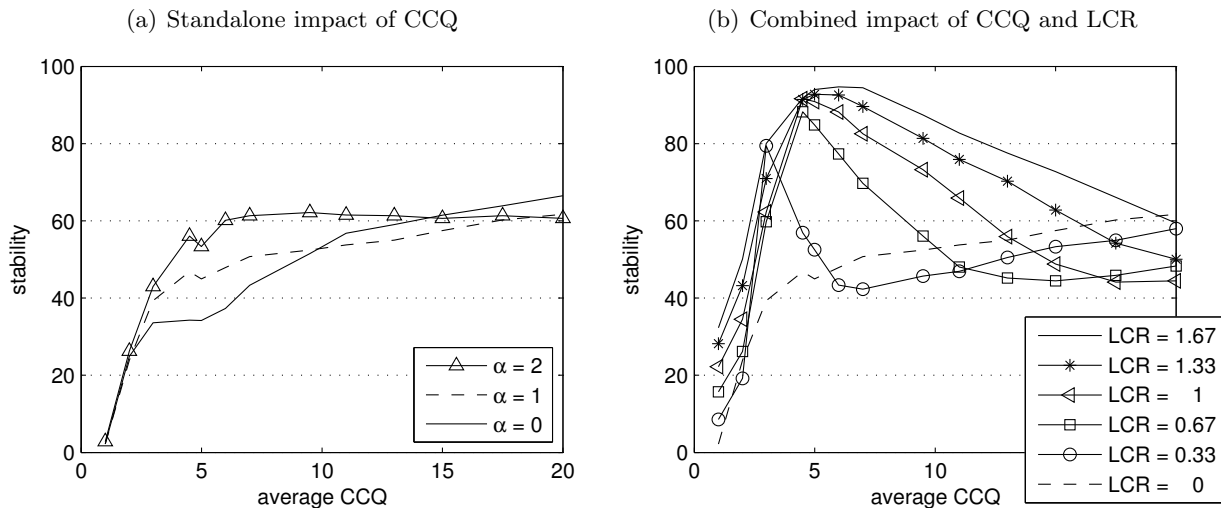 (a) Standalone impact of CCQ
100
80
60
40
20
0
stability
0 5 10 15 20
average CCQ
α = 2
α = 1
α = 0
(b) Combined impact of CCQ and LCR
100
80
60
40
20
0
stability
0 5 10
average CCQ
LCR = 1.67
LCR = 1.33
LCR = 1
LCR = 0.67
LCR = 0.33
LCR = 0